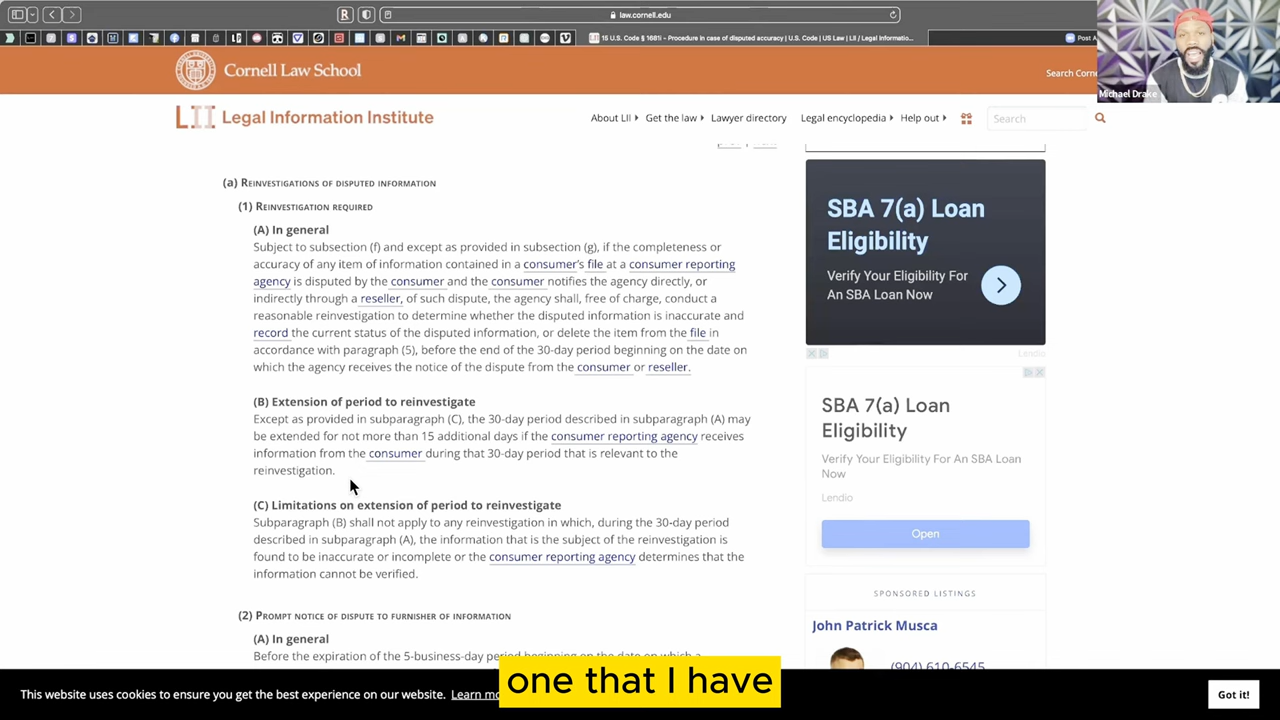 law.cornell.edu
15 U.S. Code § 1681i - Procedure in case of disputed accuracy | U.S. Code | US Law | LII / Legal Informatio...
Post A
Cornell Law School
Search Corne
Michael Drake
LII Legal Information Institute
About LII
Get the law
Lawyer directory
Legal encyclopedia
Help out
Search
(a) Reinvestigations of disputed information
(1) Reinvestigation required
(A) In general
Subject to subsection (f) and except as provided in subsection (g), if the completeness or
accuracy of any item of information contained in a consumer's file at a consumer reporting
agency is disputed by the consumer and the consumer notifies the agency directly, or
indirectly through a reseller, of such dispute, the agency shall, free of charge, conduct a
reasonable reinvestigation to determine whether the disputed information is inaccurate and
record the current status of the disputed information, or delete the item from the file in
accordance with paragraph (5), before the end of the 30-day period beginning on the date on
which the agency receives the notice of the dispute from the consumer or reseller.
(B) Extension of period to reinvestigate
Except as provided in subparagraph (C), the 30-day period described in subparagraph (A) may
be extended for not more than 15 additional days if the consumer reporting agency receives
information from the consumer during that 30-day period that is relevant to the
reinvestigation.
(C) Limitations on extension of period to reinvestigate
Subparagraph (B) shall not apply to any reinvestigation in which, during the 30-day period
described in subparagraph (A), the information that is the subject of the reinvestigation is
found to be inaccurate or incomplete or the consumer reporting agency determines that the
information cannot be verified.
(2) Prompt notice of dispute to furnisher of information
(A) In general
Before the expiration of the 5-business-day period beginning on the date on which a
SBA 7(a) Loan
Eligibility
Verify Your Eligibility For
An SBA Loan Now
Lendio
SBA 7(a) Loan
Eligibility
Verify Your Eligibility For An SBA Loan
Now
Lendio
Open
SPONSORED LISTINGS
John Patrick Musca
(904) 610-6545
one that I have
This website uses cookies to ensure you get the best experience on our website. Learn mo
Got it!